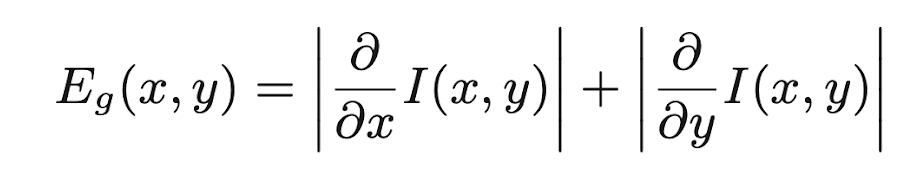 E_g(x, y) = |∂/∂x I(x, y)| + |∂/∂y I(x, y)|